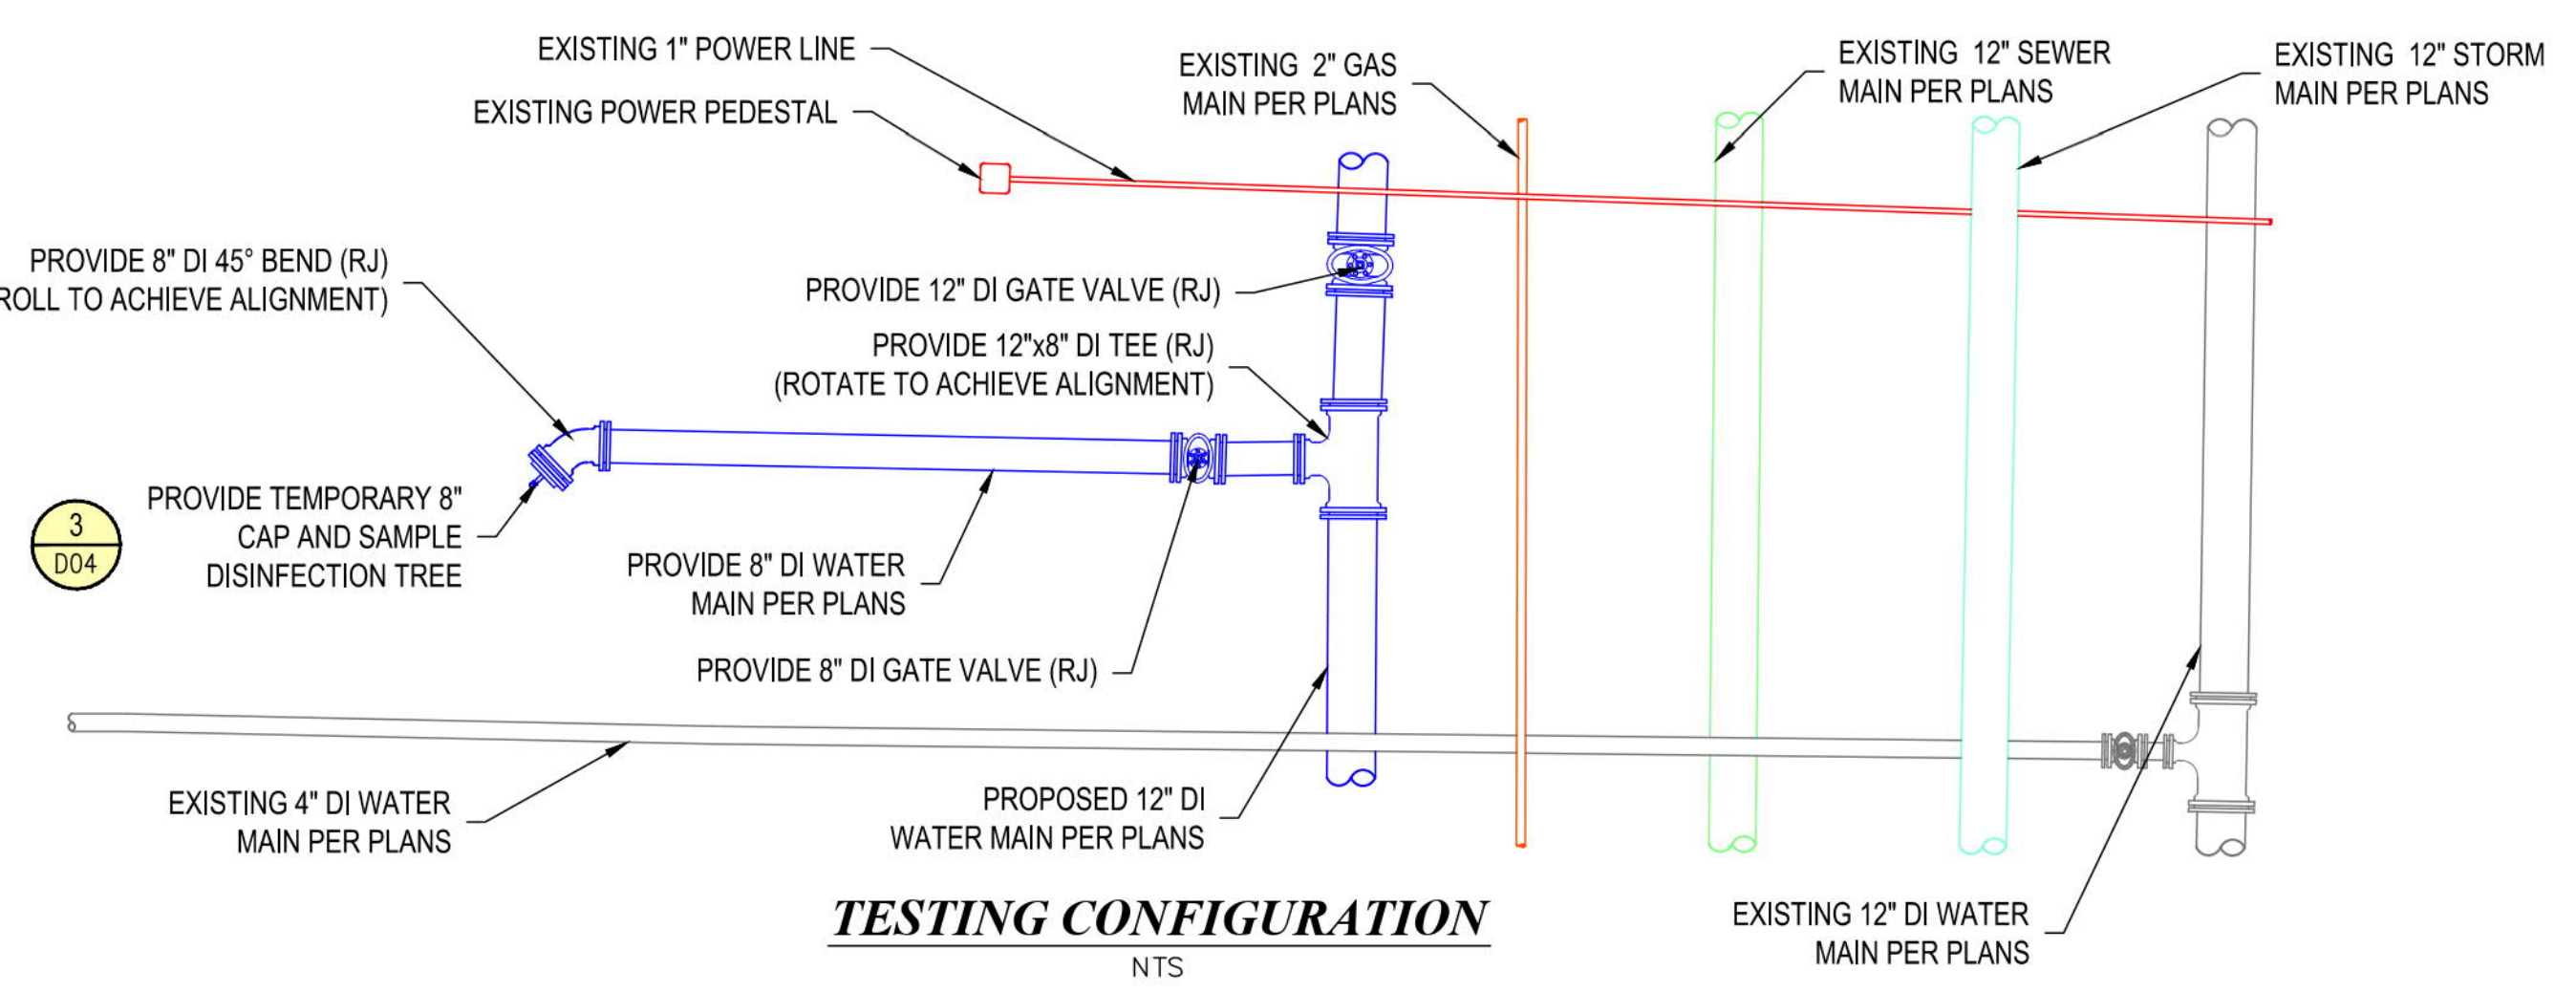 EXISTING 1" POWER LINE
EXISTING POWER PEDESTAL
EXISTING 2" GAS
MAIN PER PLANS
EXISTING 12" SEWER
MAIN PER PLANS
EXISTING 12" STORM
MAIN PER PLANS
PROVIDE 8" DI 45° BEND (RJ)
ROLL TO ACHIEVE ALIGNMENT)
PROVIDE 12" DI GATE VALVE (RJ)
PROVIDE 12"x8" DI TEE (RJ)
(ROTATE TO ACHIEVE ALIGNMENT)
3
D04
PROVIDE TEMPORARY 8"
CAP AND SAMPLE
DISINFECTION TREE
PROVIDE 8" DI WATER
MAIN PER PLANS
PROVIDE 8" DI GATE VALVE (RJ)
EXISTING 4" DI WATER
MAIN PER PLANS
PROPOSED 12" DI
WATER MAIN PER PLANS
EXISTING 12" DI WATER
MAIN PER PLANS
TESTING CONFIGURATION
NTS